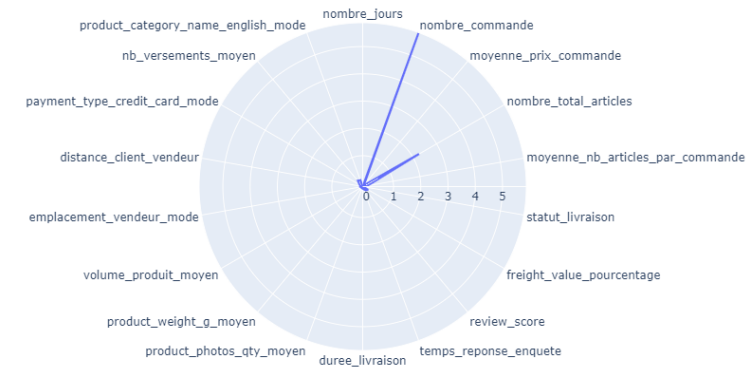 nombre_jours
nombre_commande
moyenne_prix_commande
nombre_total_articles
moyenne_nb_articles_par_commande
statut_livraison
freight_value_pourcentage
review_score
temps_reponse_enquete
duree_livraison
product_photos_qty_moyen
product_weight_g_moyen
volume_produit_moyen
emplacement_vendeur_mode
distance_client_vendeur
payment_type_credit_card_mode
nb_versements_moyen
product_category_name_english_mode
0 1 2 3 4 5